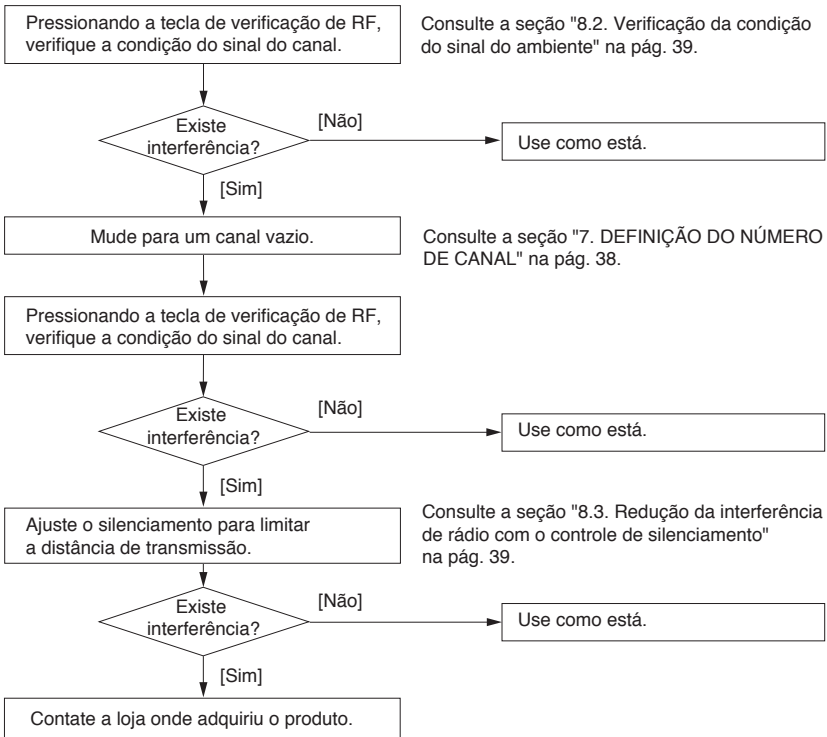 Pressionando a tecla de verificação de RF,
verifique a condição do sinal do canal.
Consulte a seção "8.2. Verificação da condição
do sinal do ambiente" na pág. 39.
Existe
interferência?
[Não]
Use como está.
[Sim]
Mude para um canal vazio.
Consulte a seção "7. DEFINIÇÃO DO NÚMERO
DE CANAL" na pág. 38.
Pressionando a tecla de verificação de RF,
verifique a condição do sinal do canal.
Existe
interferência?
[Não]
Use como está.
[Sim]
Ajuste o silenciamento para limitar
a distância de transmissão.
Consulte a seção "8.3. Redução da interferência
de rádio com o controle de silenciamento"
na pág. 39.
Existe
interferência?
[Não]
Use como está.
[Sim]
Contate a loja onde adquiriu o produto.